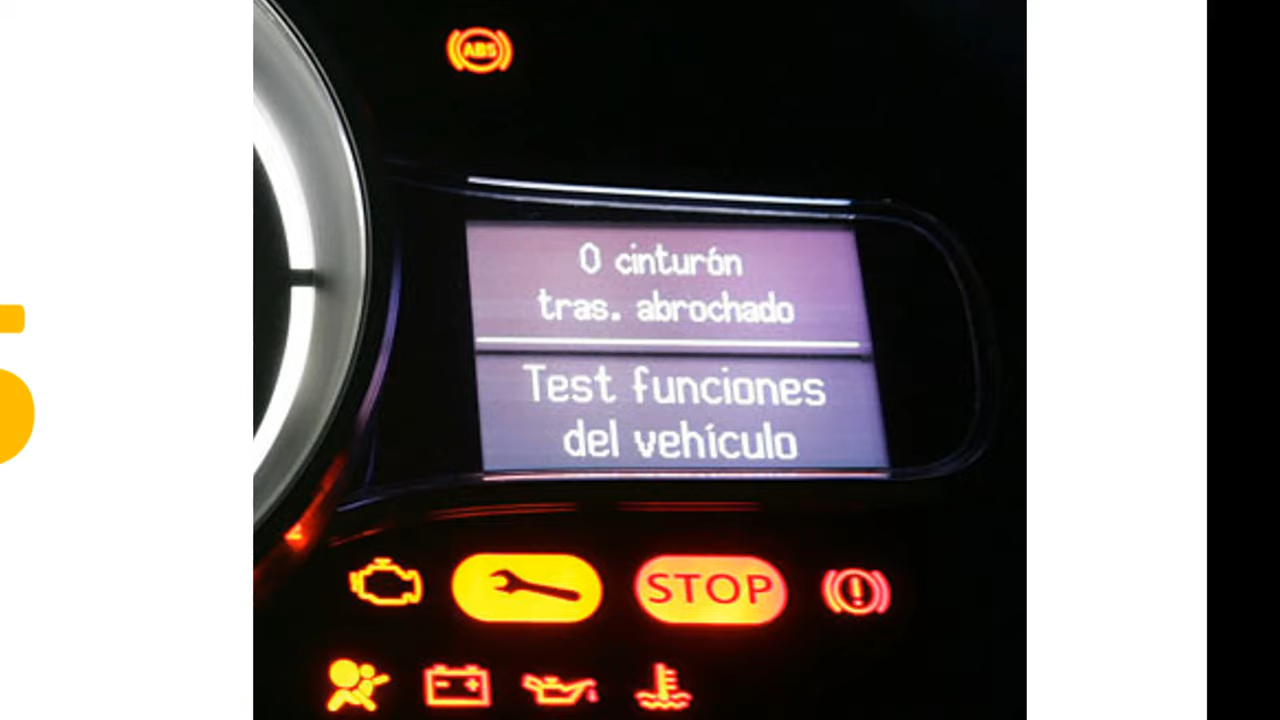 ABS
0 cinturón
tras. abrochado
Test funciones
del vehículo
STOP